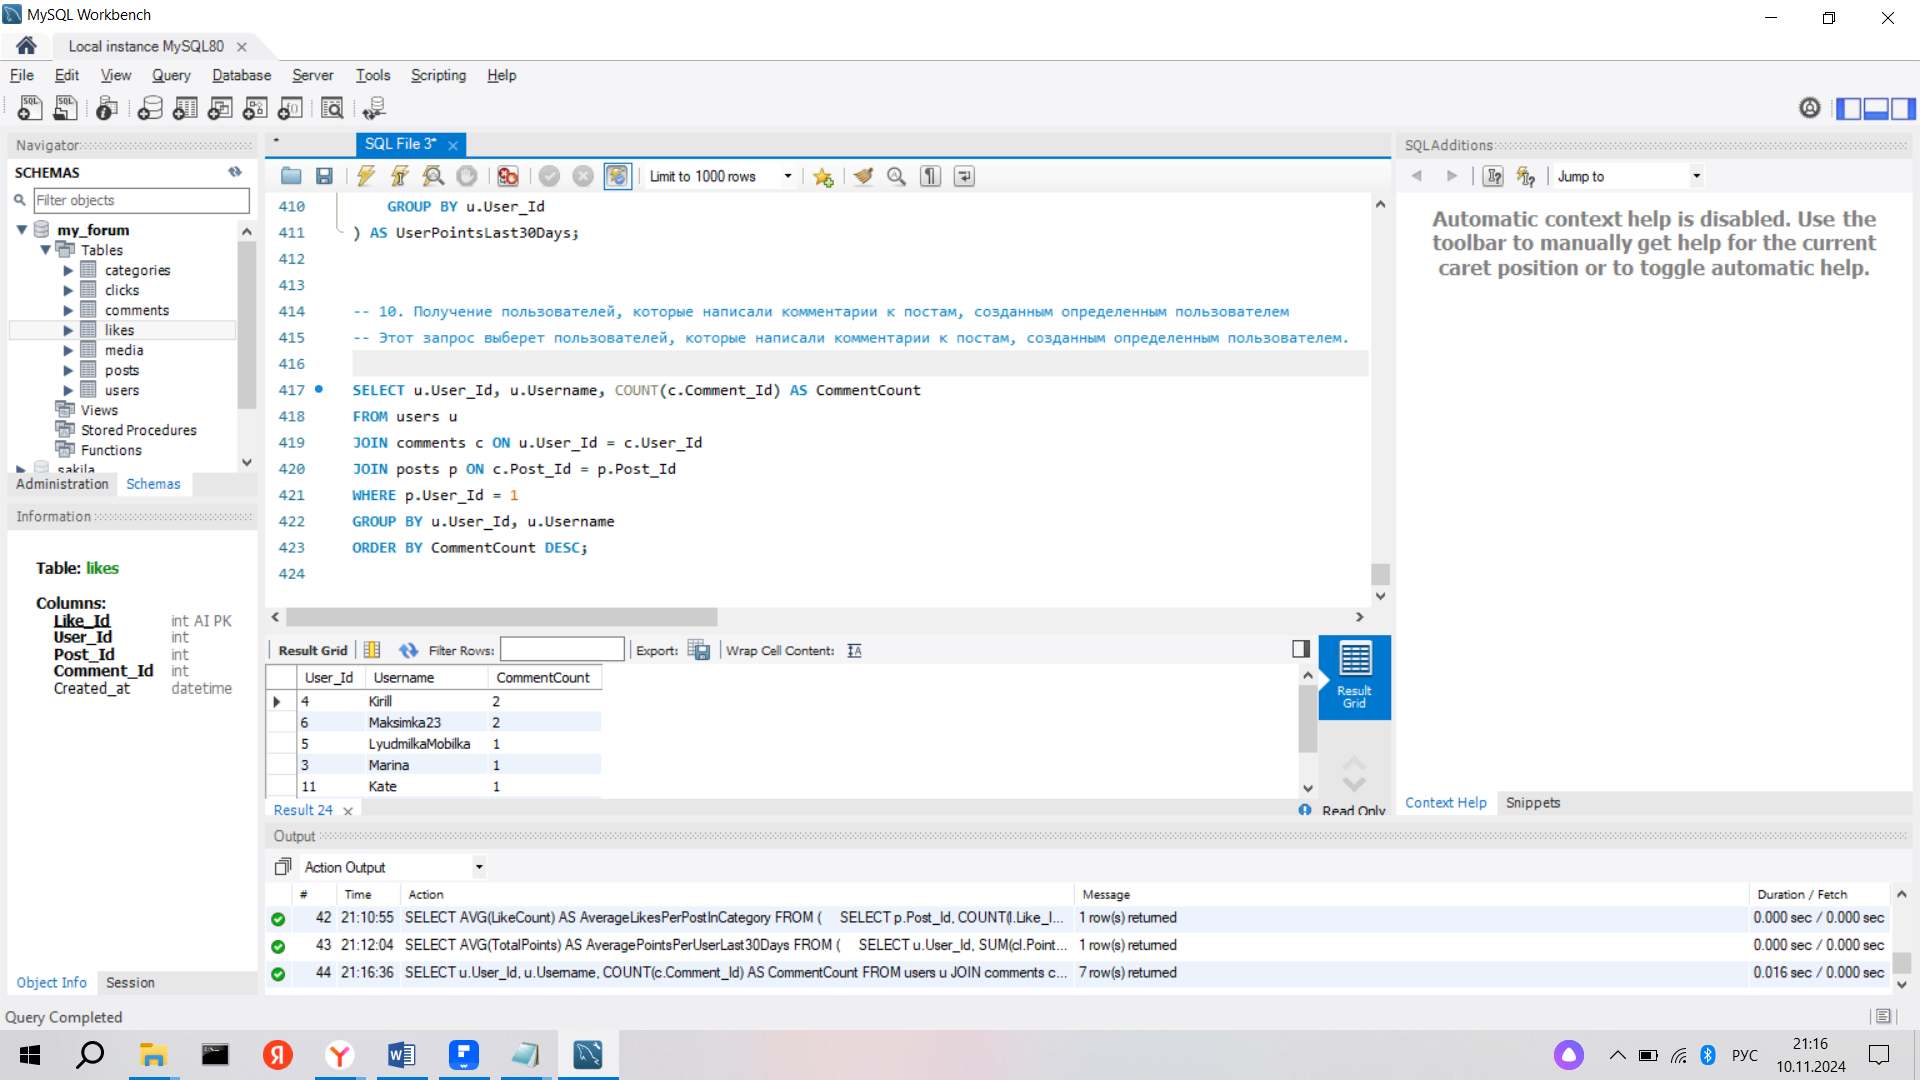 MySQL Workbench
Local instance MySQL80
File Edit View Query Database Server Tools Scripting Help
Navigator
SCHEMAS
Filter objects
my_forum
Tables
categories
clicks
comments
likes
media
posts
users
Views
Stored Procedures
Functions
sakila
Administration Schemas
Information
Table: likes
Columns:
Like_Id int AI PK
User_Id int
Post_Id int
Comment_Id int
Created_at datetime
Object Info Session
Query Completed
SQL File 3*
Limit to 1000 rows
410 GROUP BY u.User_Id
411 ) AS UserPointsLast30Days;
412
413
414 -- 10. Получение пользователей, которые написали комментарии к постам, созданным определенным пользователем
415 -- Этот запрос выберет пользователей, которые написали комментарии к постам, созданным определенным пользователем.
416
417 SELECT u.User_Id, u.Username, COUNT(c.Comment_Id) AS CommentCount
418 FROM users u
419 JOIN comments c ON u.User_Id = c.User_Id
420 JOIN posts p ON c.Post_Id = p.Post_Id
421 WHERE p.User_Id = 1
422 GROUP BY u.User_Id, u.Username
423 ORDER BY CommentCount DESC;
424
Result Grid Filter Rows: Export: Wrap Cell Content:
User_Id Username CommentCount
4 Kirill 2
6 Maksimka23 2
5 LyudmilkaMobilka 1
3 Marina 1
11 Kate 1
Result Grid
Result 24
Read Only
SQLAdditions
Jump to
Automatic context help is disabled. Use the
toolbar to manually get help for the current
caret position or to toggle automatic help.
Context Help Snippets
Output
Action Output
# Time Action Message Duration / Fetch
42 21:10:55 SELECT AVG(LikeCount) AS AverageLikesPerPostInCategory FROM ( SELECT p.Post_Id, COUNT(l.Like_I... 1 row(s) returned 0.000 sec / 0.000 sec
43 21:12:04 SELECT AVG(TotalPoints) AS AveragePointsPerUserLast30Days FROM ( SELECT u.User_Id, SUM(cl.Point... 1 row(s) returned 0.000 sec / 0.000 sec
44 21:16:36 SELECT u.User_Id, u.Username, COUNT(c.Comment_Id) AS CommentCount FROM users u JOIN comments c... 7 row(s) returned 0.016 sec / 0.000 sec
РУС
21:16
10.11.2024